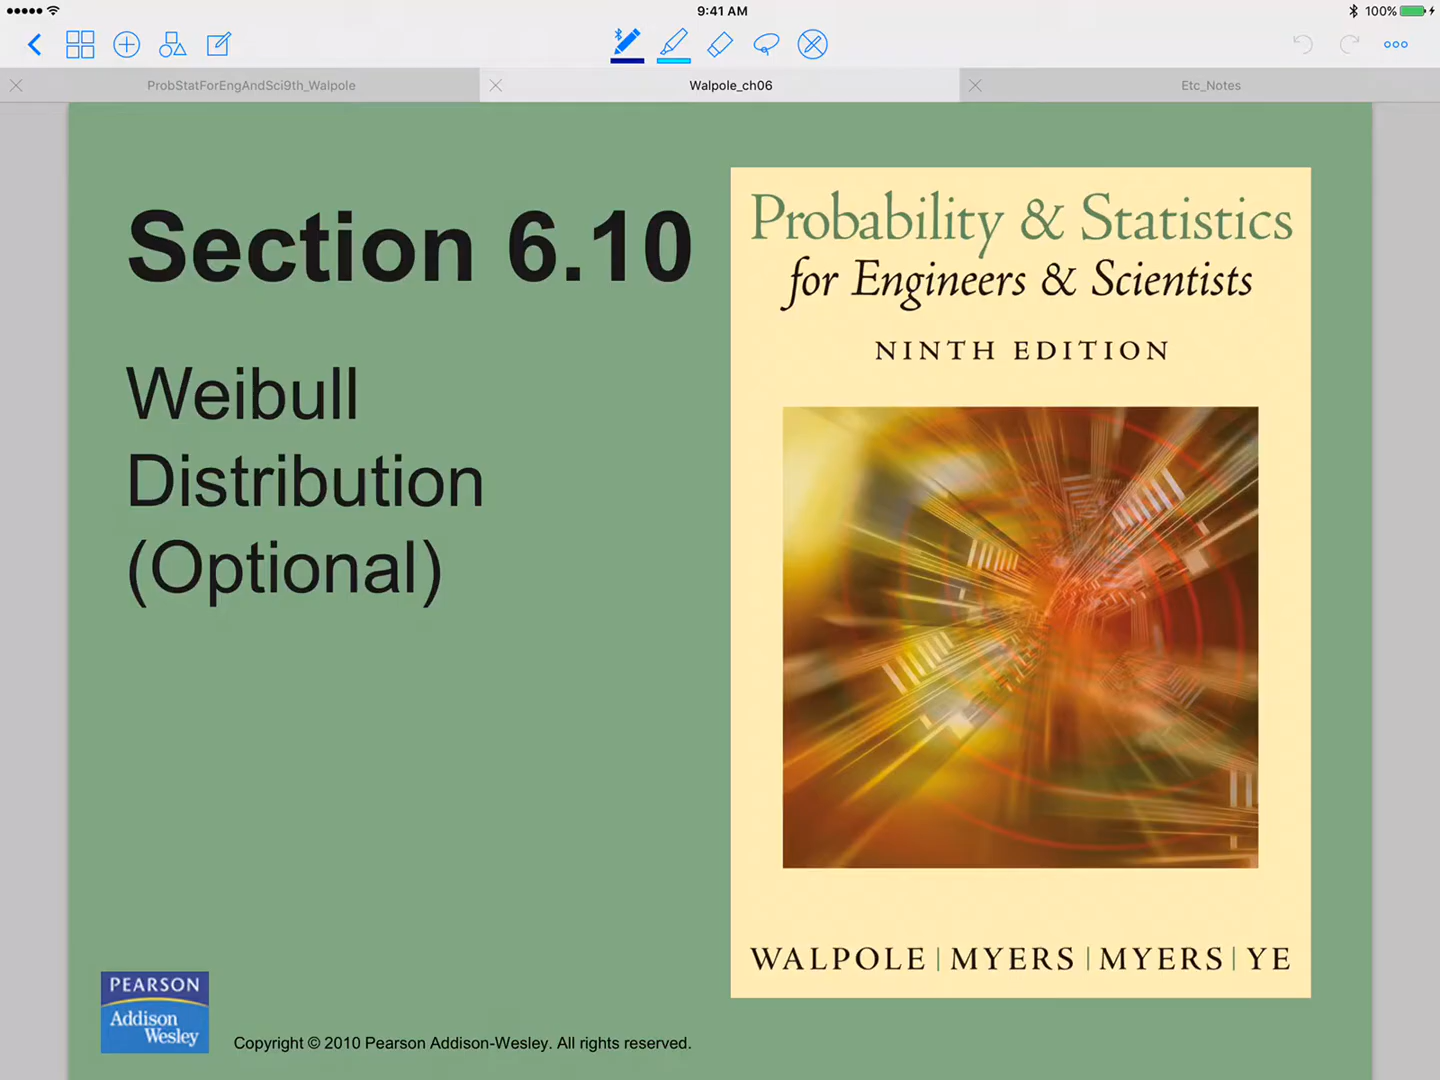 9:41 AM
100%
ProbStatForEngAndSci9th_Walpole
Walpole_ch06
Etc_Notes
Section 6.10
Weibull
Distribution
(Optional)
Probability & Statistics
for Engineers & Scientists
NINTH EDITION
WALPOLE | MYERS | MYERS | YE
PEARSON
Addison
Wesley
Copyright © 2010 Pearson Addison-Wesley. All rights reserved.